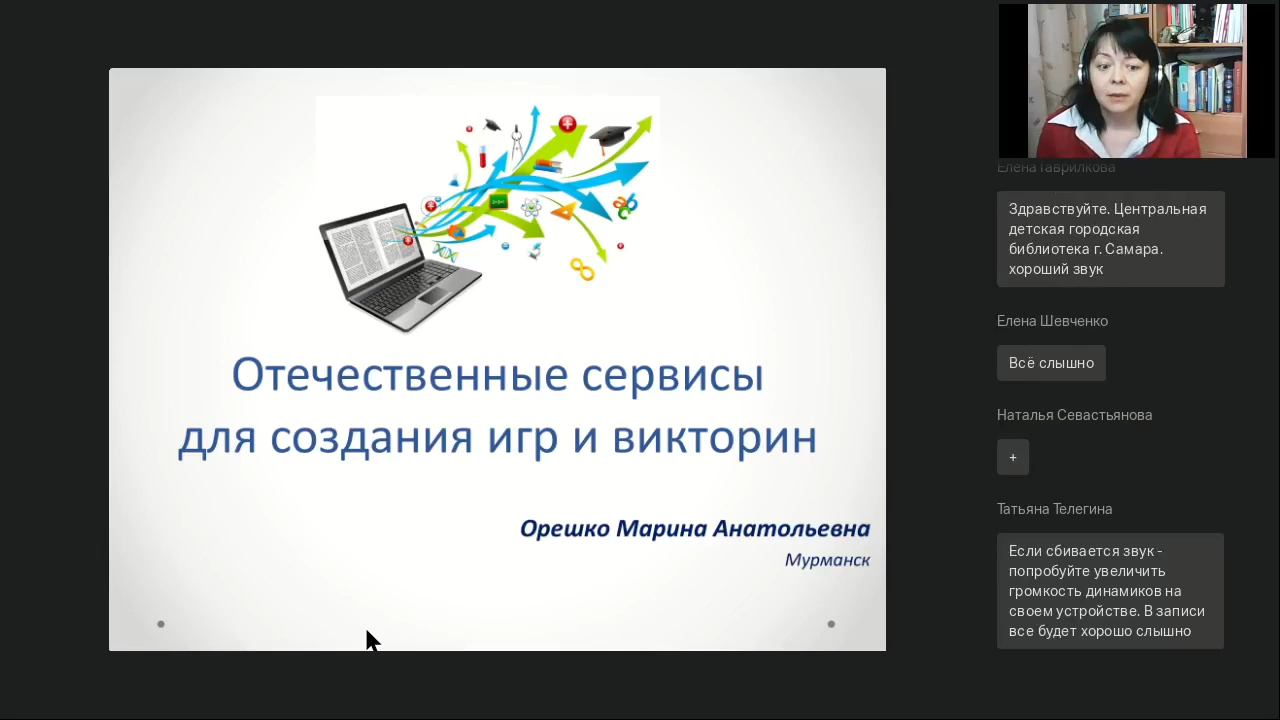 Отечественные сервисы
для создания игр и викторин
Орешко Марина Анатольевна
Мурманск
Елена Гаврилкова
Здравствуйте. Центральная
детская городская
библиотека г. Самара.
хороший звук
Елена Шевченко
Всё слышно
Наталья Севастьянова
+
Татьяна Телегина
Если сбивается звук -
попробуйте увеличить
громкость динамиков на
своем устройстве. В записи
все будет хорошо слышно